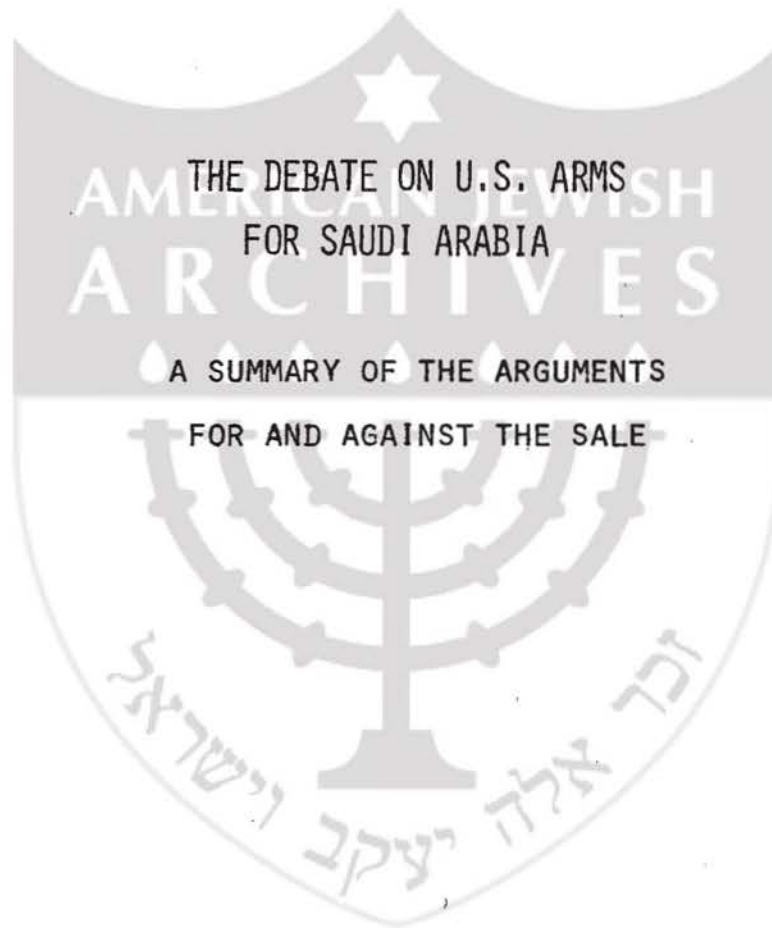 THE DEBATE ON U.S. ARMS
AMERICAN JEWISH
FOR SAUDI ARABIA
ARCHIVES
A SUMMARY OF THE ARGUMENTS
FOR AND AGAINST THE SALE
זכר אלה יעקב וישראל